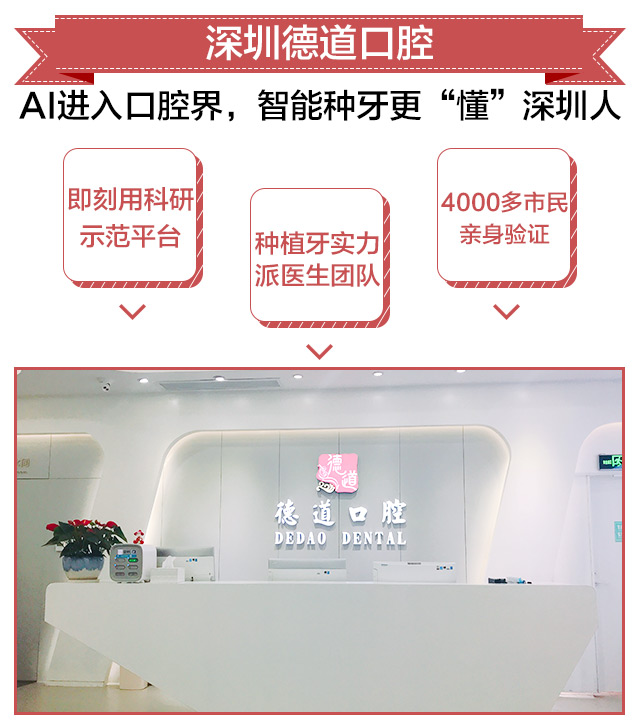 深圳德道口腔
AI进入口腔界，智能种牙更“懂”深圳人
即刻用科研
示范平台
种植牙实力
派医生团队
4000多市民
亲身验证
德道
德道口腔
DEDAO DENTAL